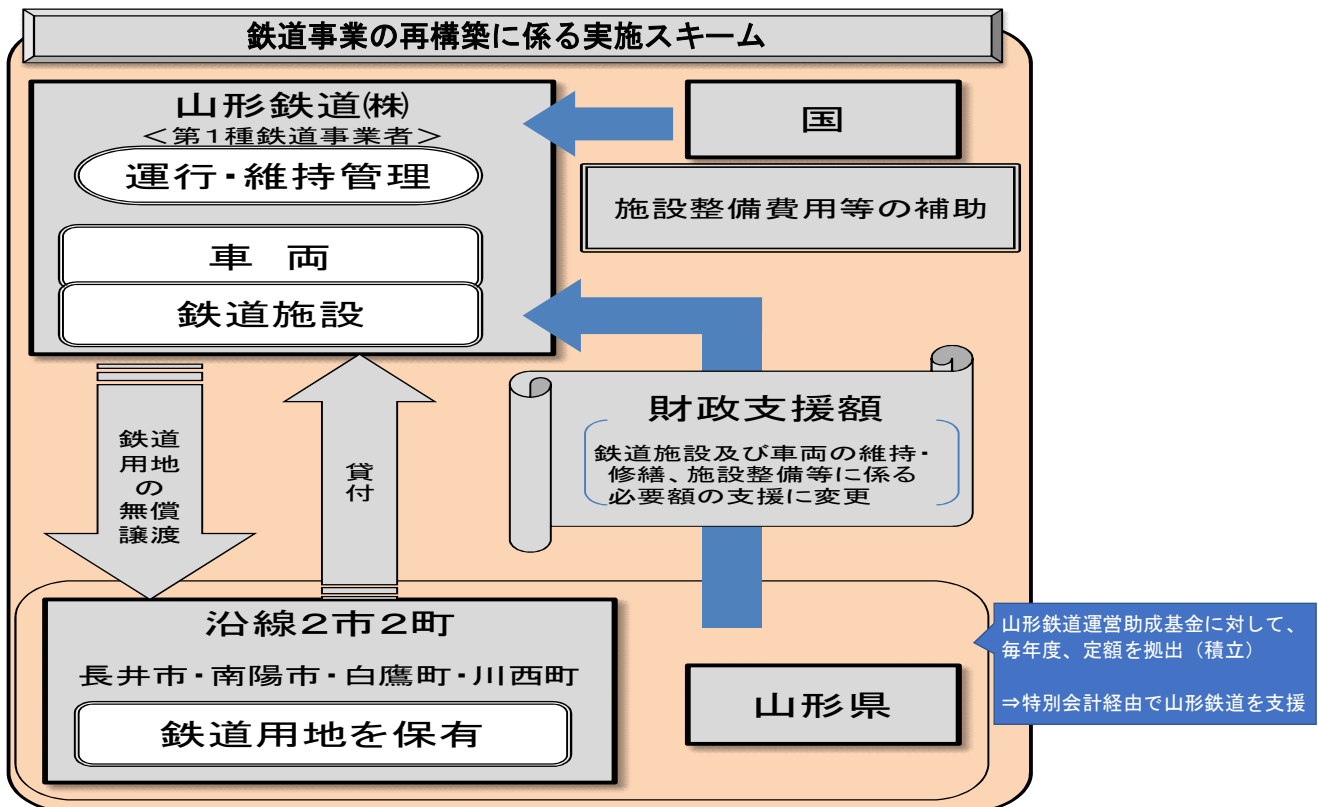 鉄道事業の再構築に係る実施スキーム
山形鉄道㈱
＜第1種鉄道事業者＞
運行・維持管理
車 両
鉄道施設
国
施設整備費用等の補助
財政支援額
鉄道施設及び車両の維持・
修繕、施設整備等に係る
必要額の支援に変更
鉄道
用地
の
無償
譲渡
貸
付
沿線2市2町
長井市・南陽市・白鷹町・川西町
鉄道用地を保有
山形県
山形鉄道運営助成基金に対して、
毎年度、定額を拠出（積立）
⇒特別会計経由で山形鉄道を支援